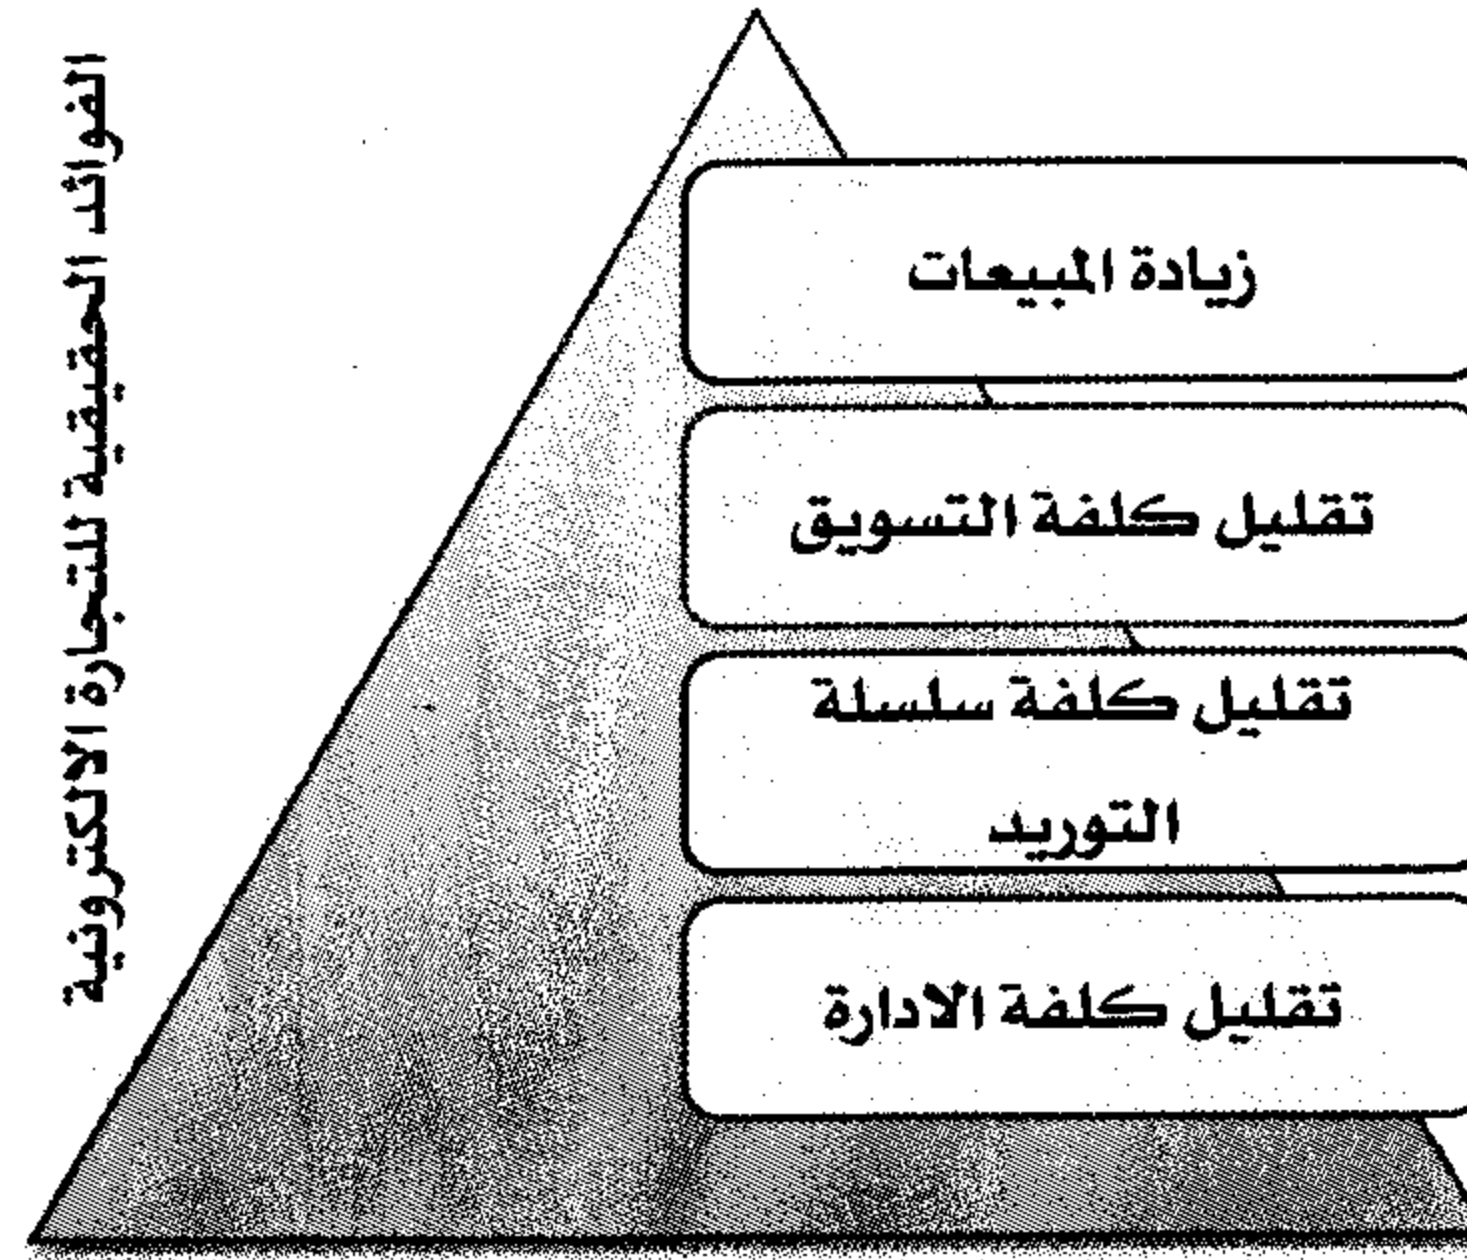 الفوائد الحقيقية للتجارة الالكترونية
زيادة المبيعات
تقليل كلفة التسويق
تقليل كلفة سلسلة
التوريد
تقليل كلفة الادارة